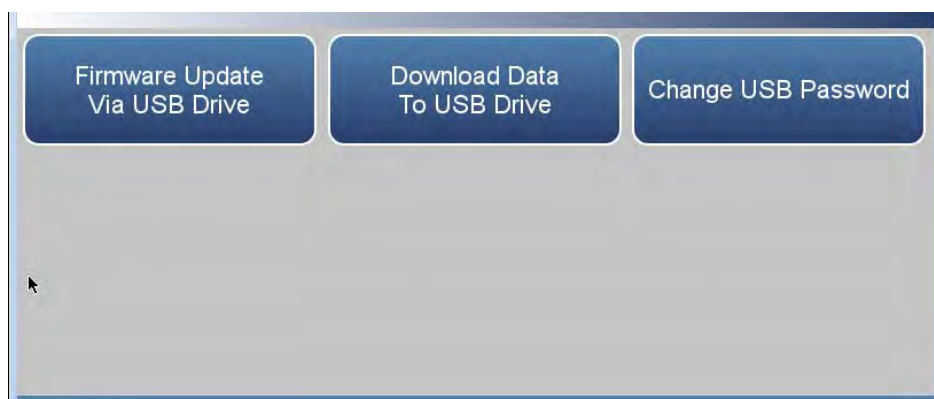 Firmware Update
Via USB Drive
Download Data
To USB Drive
Change USB Password